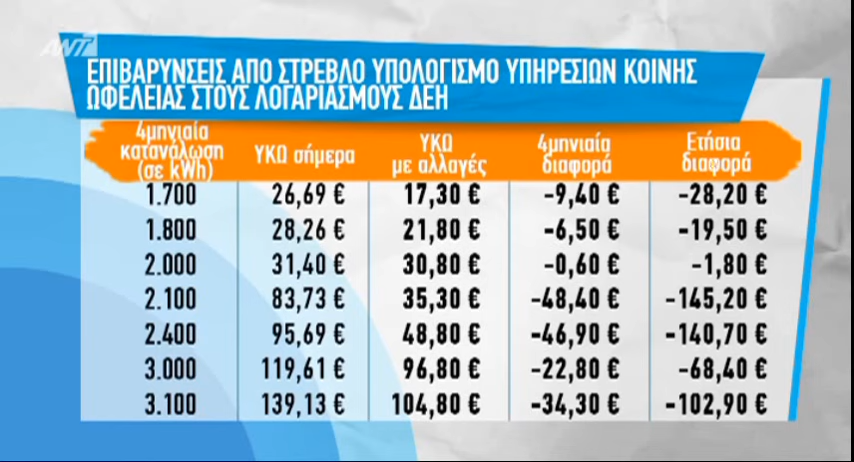 ANT1
ΕΠΙΒΑΡΥΝΣΕΙΣ ΑΠΟ ΣΤΡΕΒΛΟ ΥΠΟΛΟΓΙΣΜΟ ΥΠΗΡΕΣΙΩΝ ΚΟΙΝΗΣ
ΩΦΕΛΕΙΑΣ ΣΤΟΥΣ ΛΟΓΑΡΙΑΣΜΟΥΣ ΔΕΗ
4μηνιαία κατανάλωση (σε kWh) ΥΚΩ σήμερα ΥΚΩ με αλλαγές 4μηνιαία διαφορά Ετήσια διαφορά
1.700 26,69 € 17,30 € -9,40 € -28,20 €
1.800 28,26 € 21,80 € -6,50 € -19,50 €
2.000 31,40 € 30,80 € -0,60 € -1,80 €
2.100 83,73 € 35,30 € -48,40 € -145,20 €
2.400 95,69 € 48,80 € -46,90 € -140,70 €
3.000 119,61 € 96,80 € -22,80 € -68,40 €
3.100 139,13 € 104,80 € -34,30 € -102,90 €